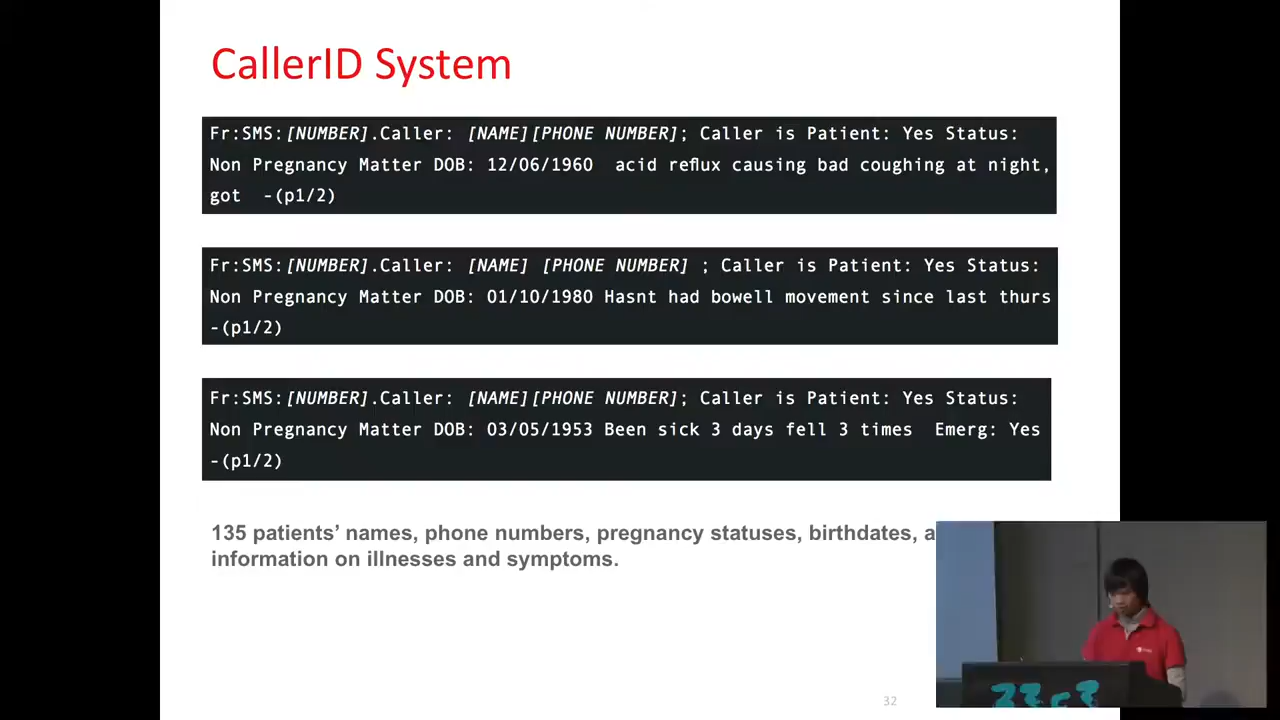 CallerID System
Fr:SMS:[NUMBER].Caller: [NAME][PHONE NUMBER]; Caller is Patient: Yes Status:
Non Pregnancy Matter DOB: 12/06/1960 acid reflux causing bad coughing at night,
got -(p1/2)
Fr:SMS:[NUMBER].Caller: [NAME] [PHONE NUMBER] ; Caller is Patient: Yes Status:
Non Pregnancy Matter DOB: 01/10/1980 Hasnt had bowell movement since last thurs
-(p1/2)
Fr:SMS:[NUMBER].Caller: [NAME][PHONE NUMBER]; Caller is Patient: Yes Status:
Non Pregnancy Matter DOB: 03/05/1953 Been sick 3 days fell 3 times Emerg: Yes
-(p1/2)
135 patients’ names, phone numbers, pregnancy statuses, birthdates, a
information on illnesses and symptoms.
33c3
32